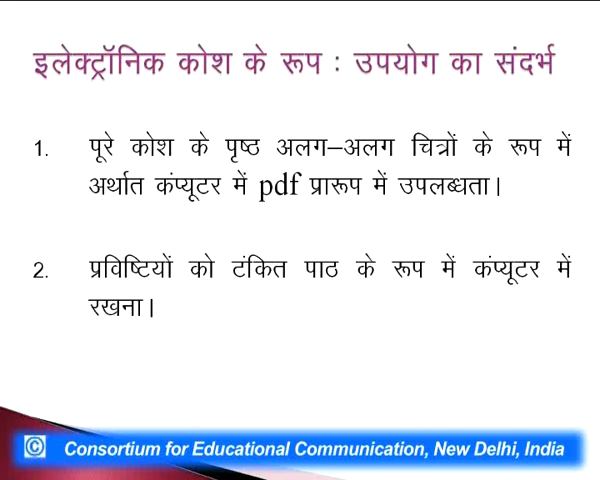 इलेक्ट्रॉनिक कोश के रूप : उपयोग का संदर्भ
1. पूरे कोश के पृष्ठ अलग–अलग चित्रों के रूप में
अर्थात कंप्यूटर में pdf प्रारूप में उपलब्धता।
2. प्रविष्टियों को टंकित पाठ के रूप में कंप्यूटर में
रखना।
© Consortium for Educational Communication, New Delhi, India